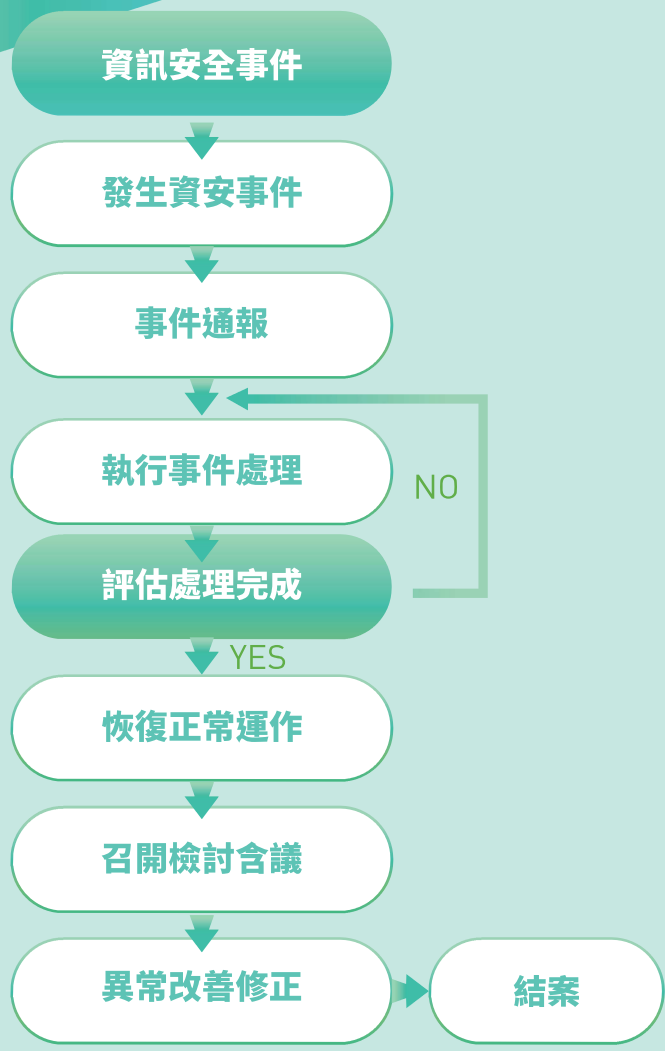 資訊安全事件
發生資安事件
事件通報
執行事件處理
NO
評估處理完成
YES
恢復正常運作
召開檢討含議
異常改善修正
結案